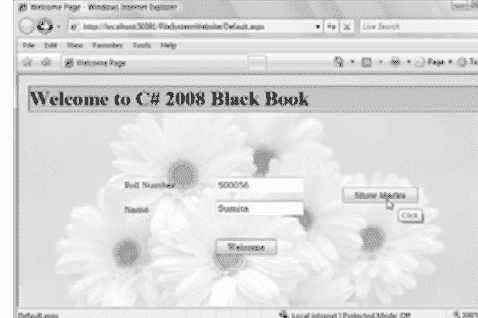 Welcome Page - Windows Internet Explorer
Live Search
File Edit View Favorites Tools Help
Welcome Page
Page
Welcome to C# 2008 Black Book
Roll Number S00056
Show Marks
Name Sumita
Click
Welcome
Default.aspx
Local intranet | Protected Mode: Off
100%